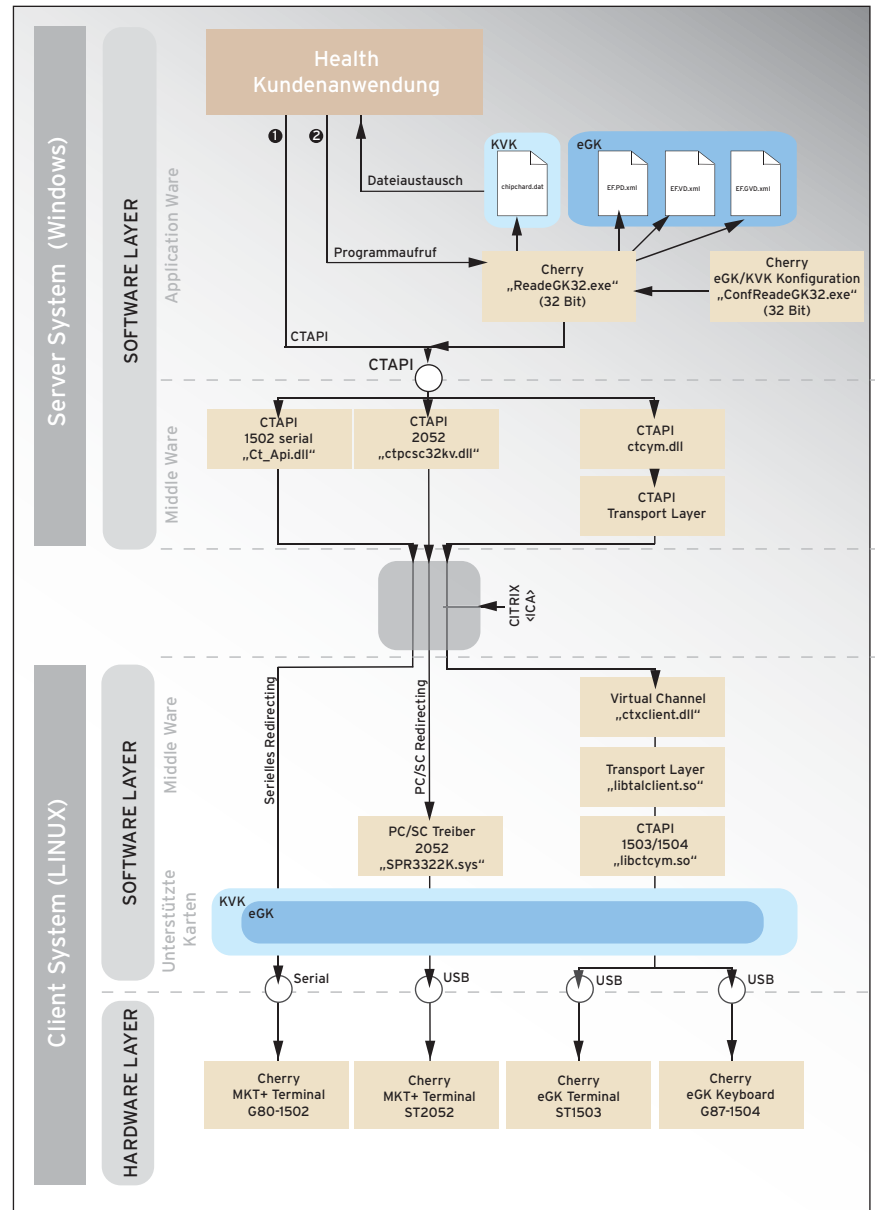 Server System (Windows)
SOFTWARE LAYER
Application Ware
Health
Kundenanwendung
❶
❷
Dateiaustausch
KVK
chipchard.dat
eGK
EF.PD.xml
EF.VD.xml
EF.GVD.xml
Programmaufruf
Cherry
„ReadeGK32.exe“
(32 Bit)
Cherry
eGK/KVK Konfiguration
„ConfReadeGK32.exe“
(32 Bit)
CTAPI
CTAPI
Middle Ware
CTAPI
1502 serial
„Ct_Api.dll“
CTAPI
2052
„ctpcsc32kv.dll“
CTAPI
ctcym.dll
CTAPI
Transport Layer
CITRIX
<ICA>
Client System (LINUX)
SOFTWARE LAYER
Middle Ware
Serielles Redirecting
PC/SC Redirecting
Virtual Channel
„ctxclient.dll“
Transport Layer
„libtalclient.so“
PC/SC Treiber
2052
„SPR3322K.sys“
CTAPI
1503/1504
„libctcym.so“
Unterstützte
Karten
KVK
eGK
Serial
USB
USB
USB
HARDWARE LAYER
Cherry
MKT+ Terminal
G80-1502
Cherry
MKT+ Terminal
ST2052
Cherry
eGK Terminal
ST1503
Cherry
eGK Keyboard
G87-1504